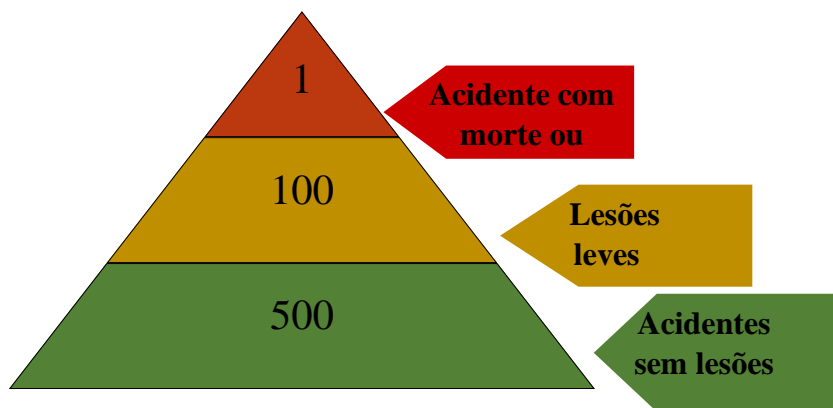 1
Acidente com
morte ou
100
Lesões
leves
500
Acidentes
sem lesões